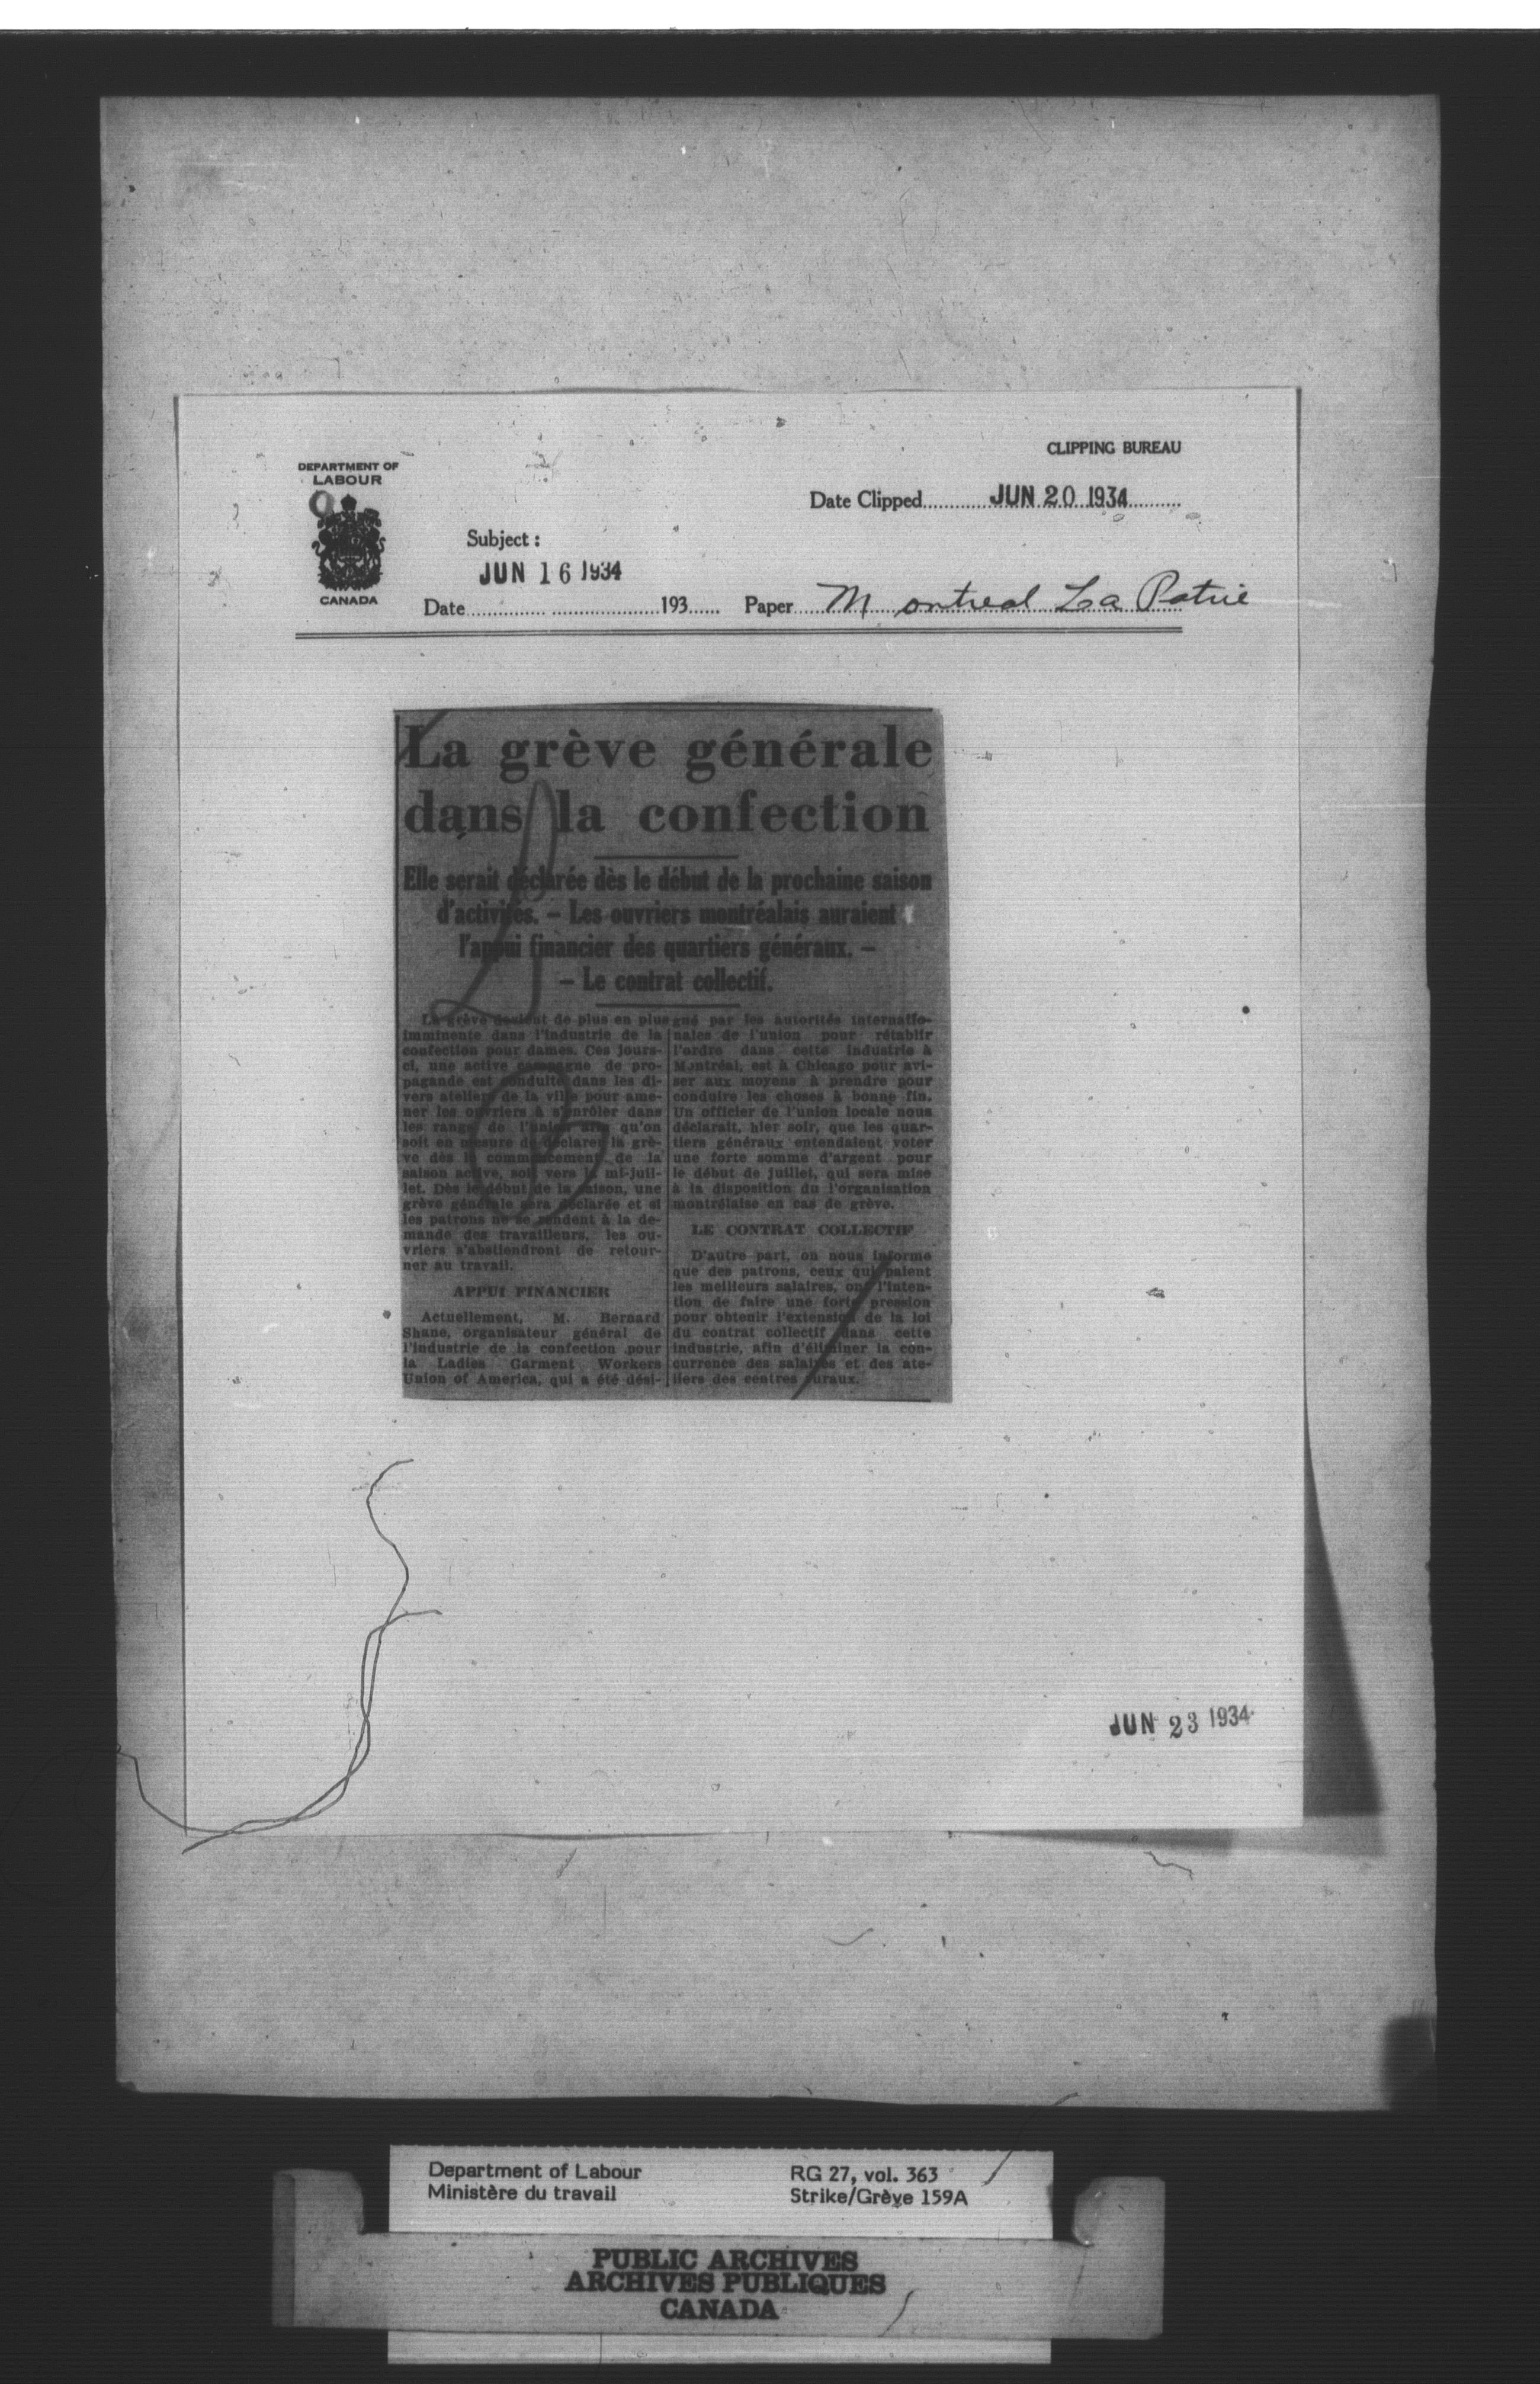 CLIPPING BUREAU
DEPARTMENT OF
LABOUR
CANADA
Date Clipped JUN 20 1934
Subject :
JUN 16 1934
Date 193 Paper Montreal La Patrie
La grève générale
dans la confection
Elle serait déclarée dès le début de la prochaine saison
d'activités. – Les ouvriers montréalais auraient
l'appui financier des quartiers généraux. –
– Le contrat collectif.
La grève devient de plus en plus
imminente dans l'industrie de la
confection pour dames. Ces jours-
ci, une active campagne de pro-
pagande est conduite dans les di-
vers ateliers de la ville pour ame-
ner les ouvriers à s'enrôler dans
les rangs de l'union afin qu'on
soit en mesure de déclarer la grè-
ve dès le commencement de la
saison active, soit vers la mi-juil-
let. Dès le début de la saison, une
grève générale sera déclarée et si
les patrons ne se rendent à la de-
mande des travailleurs, les ou-
vriers s'abstiendront de retour-
ner au travail.
APPUI FINANCIER
Actuellement, M. Bernard
Shane, organisateur général de
l'industrie de la confection pour
la Ladies Garment Workers
Union of America, qui a été dési-
gné par les autorités internatio-
nales de l'union pour rétablir
l'ordre dans cette industrie à
Montréal, est à Chicago pour avi-
ser aux moyens à prendre pour
conduire les choses à bonne fin.
Un officier de l'union locale nous
déclarait, hier soir, que les quar-
tiers généraux entendaient voter
une forte somme d'argent pour
le début de juillet, qui sera mise
à la disposition du l'organisation
montréalaise en cas de grève.
LE CONTRAT COLLECTIF
D'autre part, on nous informe
que des patrons, ceux qui paient
les meilleurs salaires, ont l'inten-
tion de faire une forte pression
pour obtenir l'extension de la loi
du contrat collectif dans cette
industrie, afin d'éliminer la con-
currence des salaires et des ate-
liers des centres ruraux.
JUN 23 1934
Department of Labour
Ministère du travail
RG 27, vol. 363
Strike/Grève 159A
PUBLIC ARCHIVES
ARCHIVES PUBLIQUES
CANADA